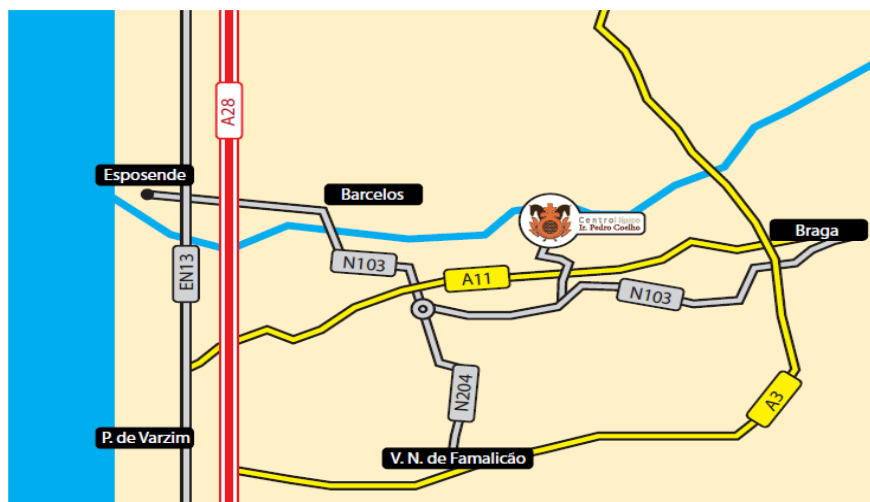 A28
Esposende
Barcelos
Centro Hípico
Ir. Pedro Coelho
Braga
EN13
N103
A11
N103
N204
A3
P. de Varzim
V. N. de Famalicão